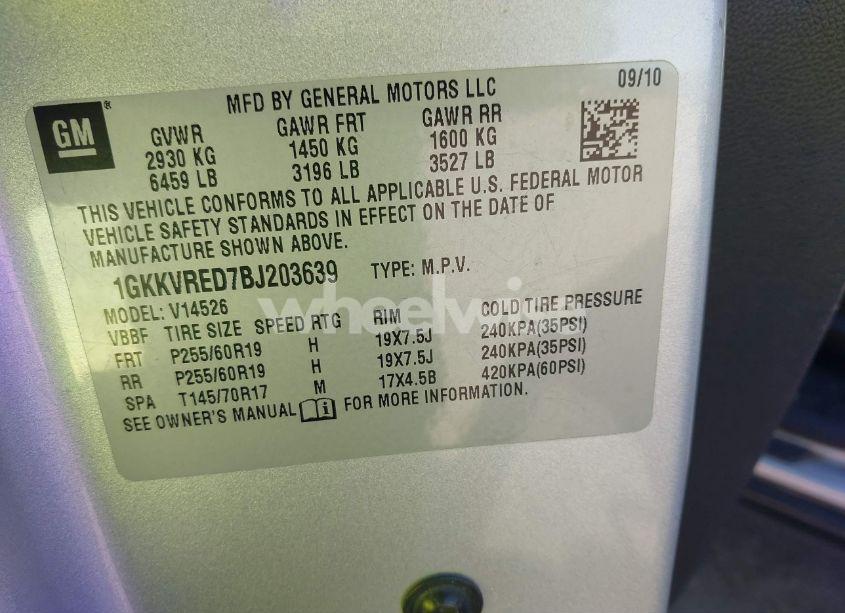 09/10
MFD BY GENERAL MOTORS LLC
GM®
GVWR GAWR FRT GAWR RR
2930 KG 1450 KG 1600 KG
6459 LB 3196 LB 3527 LB
THIS VEHICLE CONFORMS TO ALL APPLICABLE U.S. FEDERAL MOTOR
VEHICLE SAFETY STANDARDS IN EFFECT ON THE DATE OF
MANUFACTURE SHOWN ABOVE.
1GKKVRED7BJ203639 TYPE: M.P.V.
MODEL: V14526
VBBF TIRE SIZE SPEED RTG RIM COLD TIRE PRESSURE
FRT P255/60R19 H 19X7.5J 240KPA(35PSI)
RR P255/60R19 H 19X7.5J 240KPA(35PSI)
SPA T145/70R17 M 17X4.5B 420KPA(60PSI)
SEE OWNER'S MANUAL i FOR MORE INFORMATION.